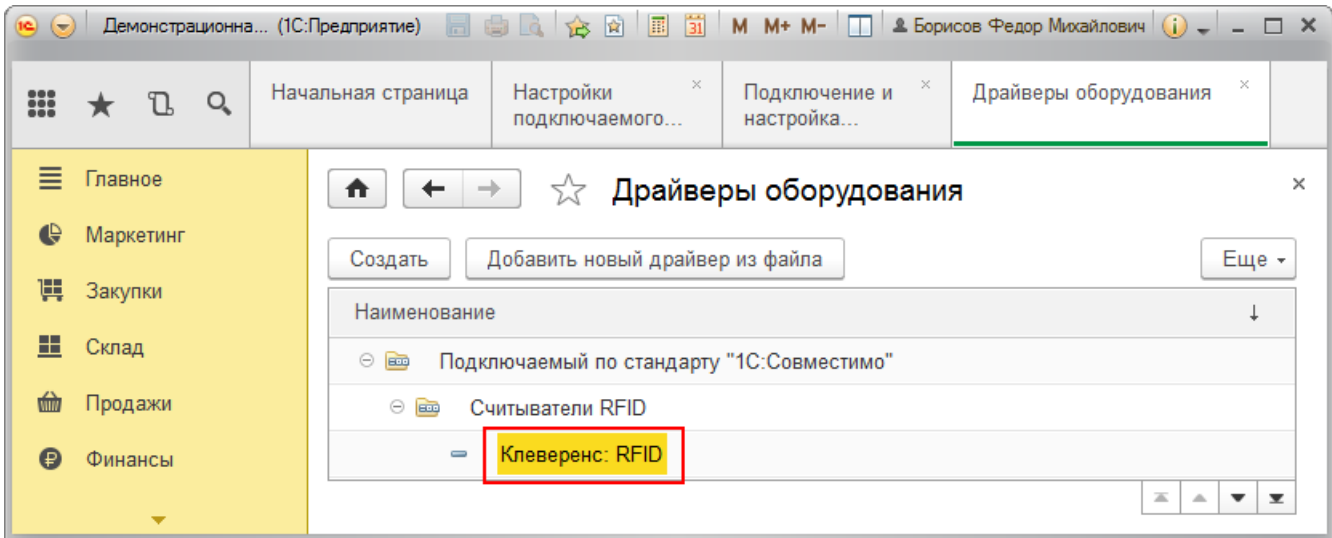 1С Демонстрационна... (1С:Предприятие) 31 M M+ M- Борисов Федор Михайлович
Начальная страница
Настройки подключаемого...
Подключение и настройка...
Драйверы оборудования
Главное
Маркетинг
Закупки
Склад
Продажи
Финансы
Драйверы оборудования
Создать Добавить новый драйвер из файла Еще
Наименование
Подключаемый по стандарту "1С:Совместимо"
Считыватели RFID
Клеверенс: RFID